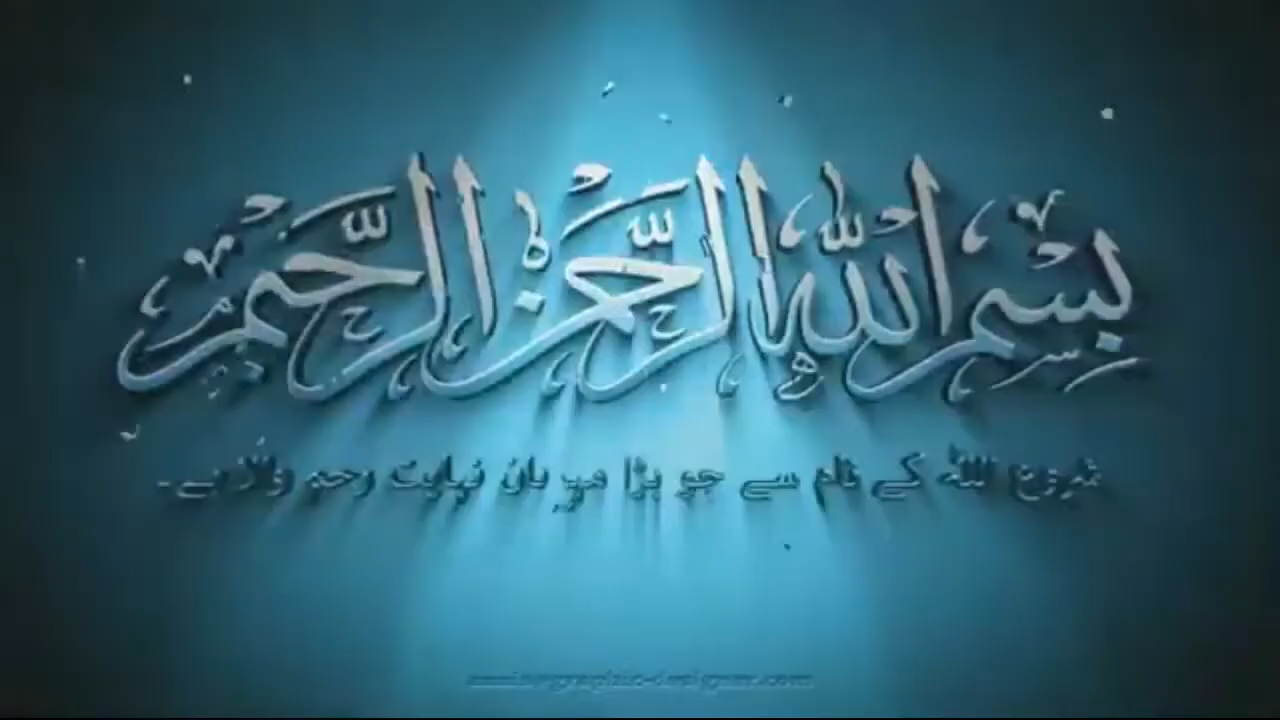 بسم الله الرحمن الرحيم
شروع اللہ کے نام سے جو بڑا مہربان نہایت رحم والا ہے۔